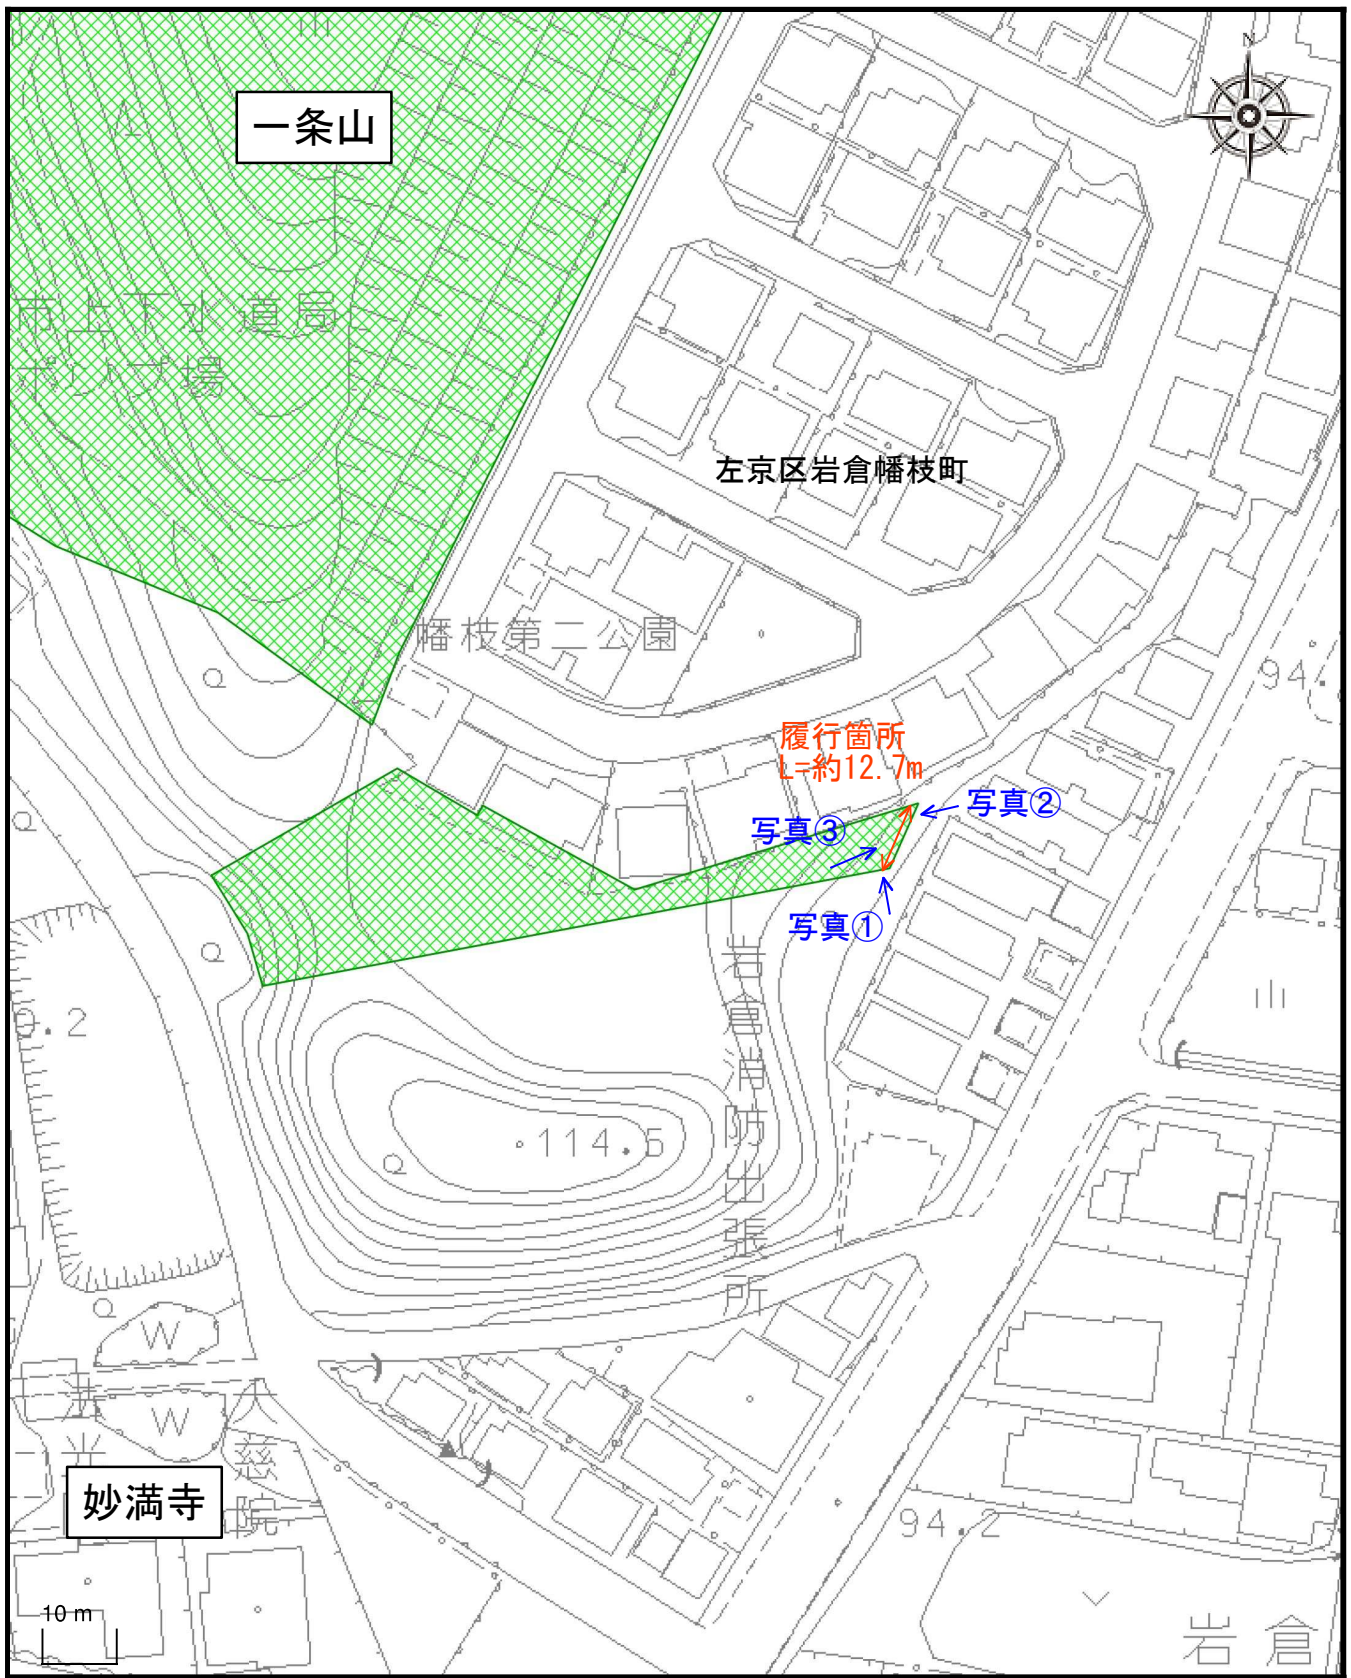 N
一条山
市上下水道局
ポンプ場
左京区岩倉幡枝町
幡枝第二公園
94.
履行箇所
L=約12.7m
写真②
写真③
写真①
岩倉消防出張所
山
9.2
114.5
W
W
大慈院
妙満寺
94.2
10 m
岩倉